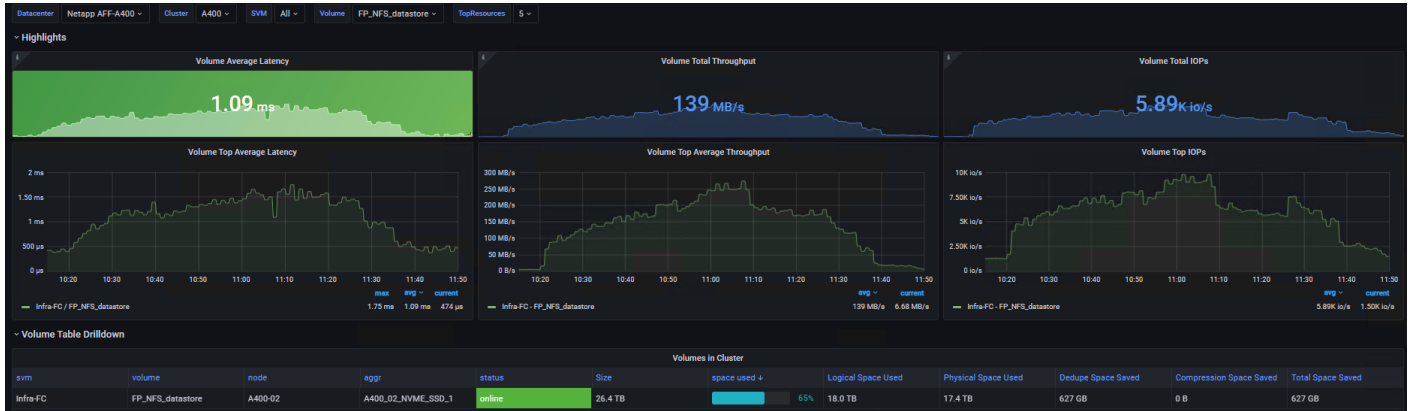 Datacenter Netapp AFF-A400 Cluster A400 SVM All Volume FP_NFS_datastore TopResources 5
Highlights
Volume Average Latency
1.09 ms
Volume Total Throughput
139 MB/s
Volume Total IOPs
5.89K io/s
Volume Top Average Latency
2 ms
1.50 ms
1 ms
500 µs
0 µs
10:20 10:30 10:40 10:50 11:00 11:10 11:20 11:30 11:40 11:50
max avg current
Infra-FC / FP_NFS_datastore 1.75 ms 1.09 ms 474 µs
Volume Top Average Throughput
300 MB/s
250 MB/s
200 MB/s
150 MB/s
100 MB/s
50 MB/s
0 B/s
10:20 10:30 10:40 10:50 11:00 11:10 11:20 11:30 11:40 11:50
avg current
Infra-FC - FP_NFS_datastore 139 MB/s 6.68 MB/s
Volume Top IOPs
10K io/s
7.50K io/s
5K io/s
2.50K io/s
0 io/s
10:20 10:30 10:40 10:50 11:00 11:10 11:20 11:30 11:40 11:50
avg current
Infra-FC - FP_NFS_datastore 5.89K io/s 1.50K io/s
Volume Table Drilldown
Volumes in Cluster
svm volume node aggr status Size space used ↓ Logical Space Used Physical Space Used Dedupe Space Saved Compression Space Saved Total Space Saved
Infra-FC FP_NFS_datastore A400-02 A400_02_NVME_SSD_1 online 26.4 TB 65% 18.0 TB 17.4 TB 627 GB 0 B 627 GB